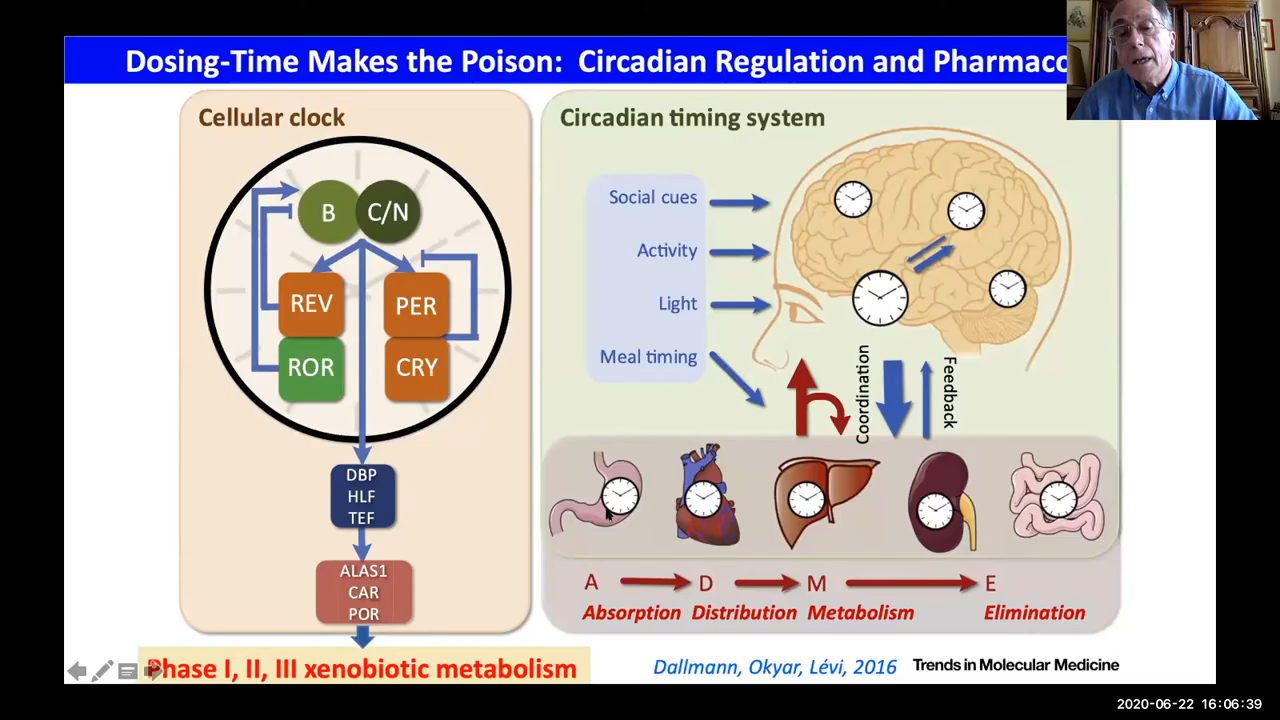 Dosing-Time Makes the Poison: Circadian Regulation and Pharmaco
Cellular clock
B
C/N
REV
PER
ROR
CRY
DBP
HLF
TEF
ALAS1
CAR
POR
Phase I, II, III xenobiotic metabolism
Circadian timing system
Social cues
Activity
Light
Meal timing
Coordination
Feedback
A
D
M
E
Absorption
Distribution
Metabolism
Elimination
Dallmann, Okyar, Lévi, 2016
Trends in Molecular Medicine
2020-06-22 16:06:39